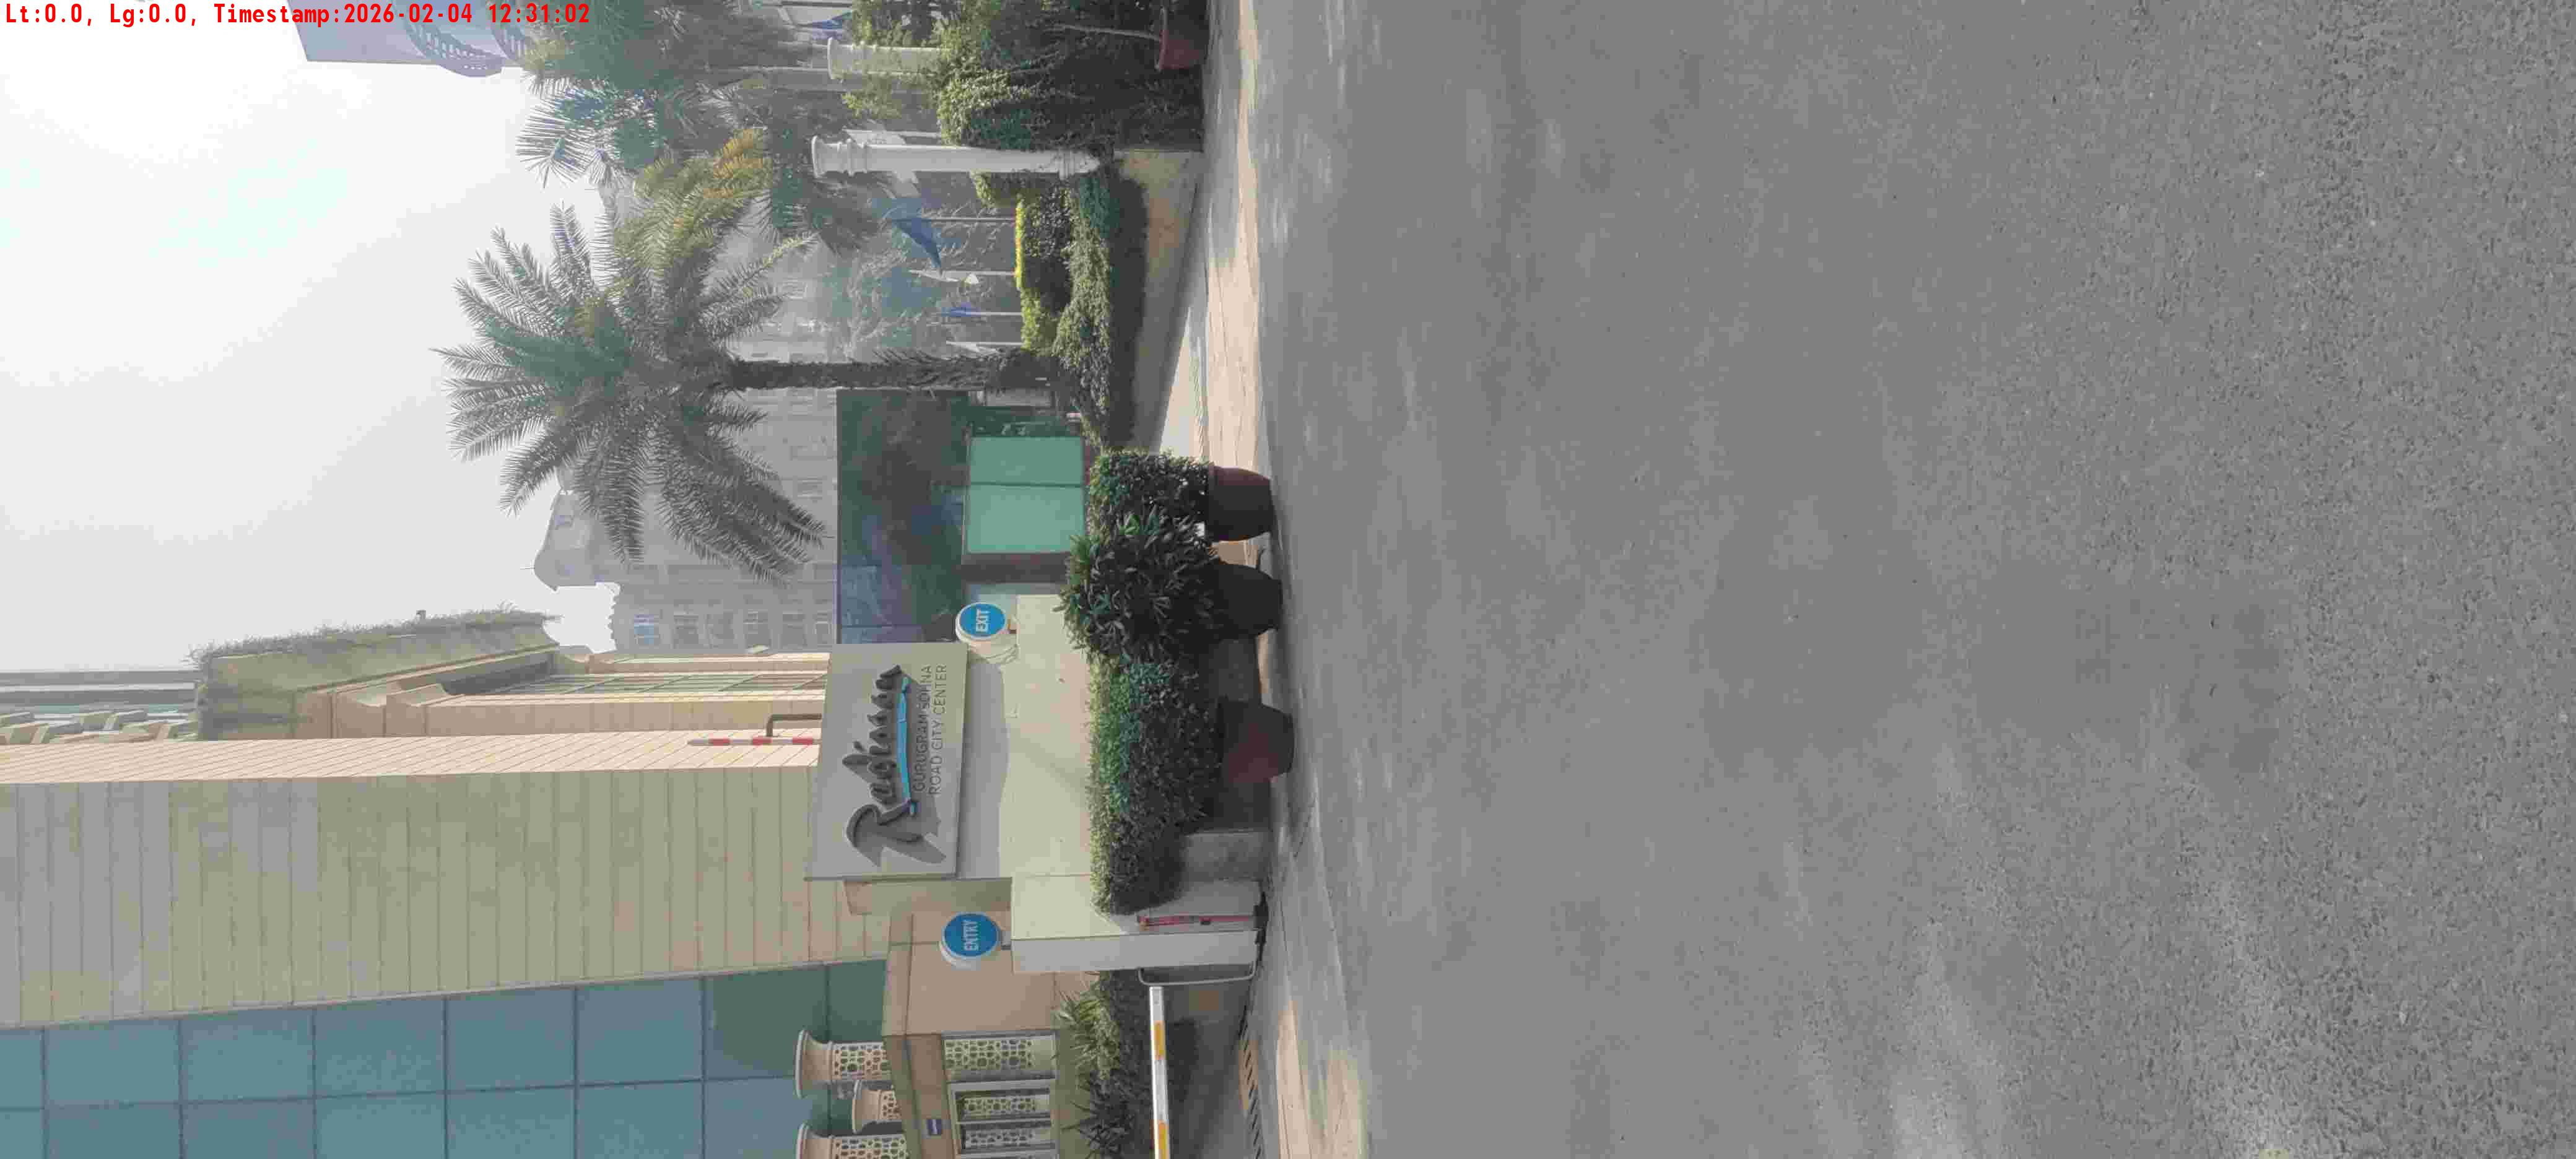 Lt:0.0, Lg:0.0, Timestamp:2026-02-04 12:31:02
EXIT
Radisson
GURUGRAM SOHNA
ROAD CITY CENTER
ENTRY